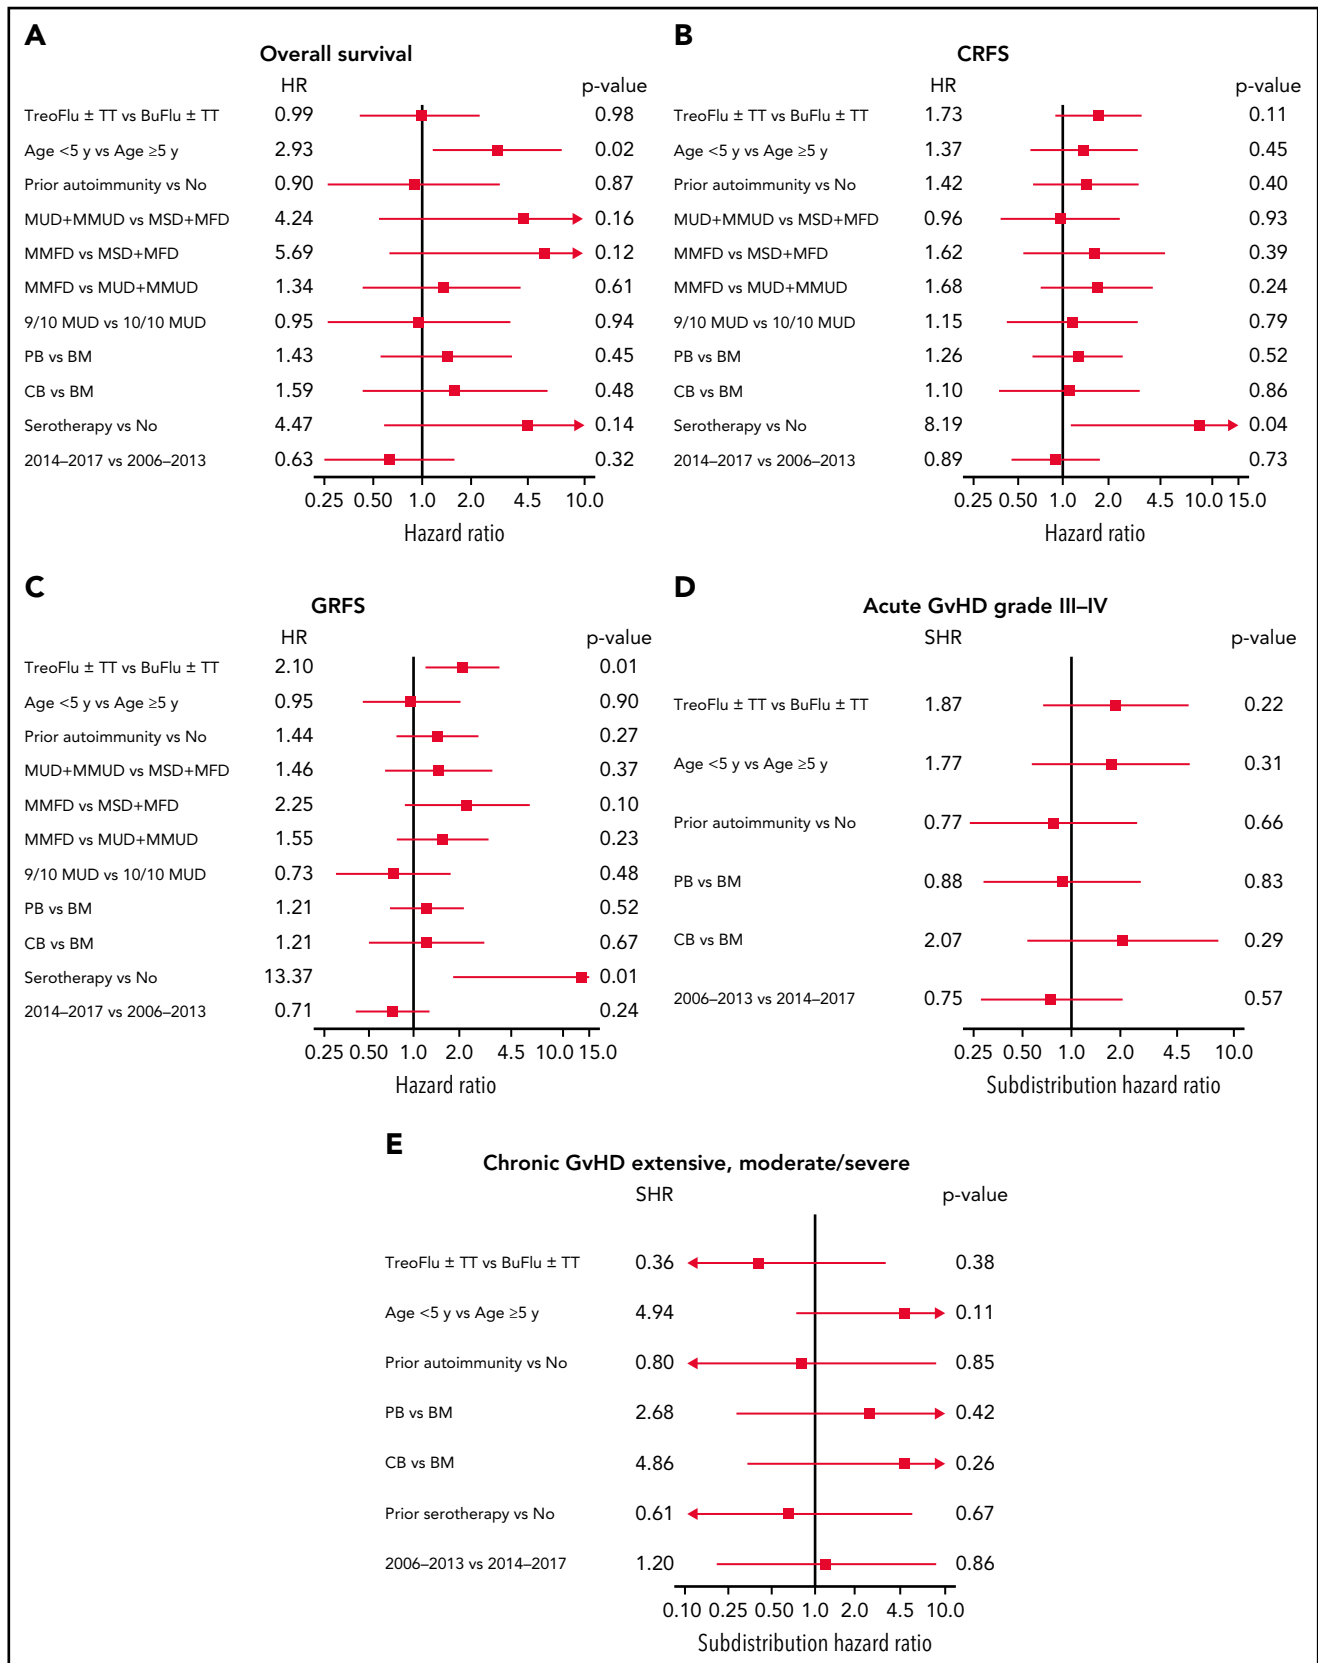 A
Overall survival
HR p-value
TreoFlu ± TT vs BuFlu ± TT 0.99 0.98
Age <5 y vs Age ≥5 y 2.93 0.02
Prior autoimmunity vs No 0.90 0.87
MUD+MMUD vs MSD+MFD 4.24 0.16
MMFD vs MSD+MFD 5.69 0.12
MMFD vs MUD+MMUD 1.34 0.61
9/10 MUD vs 10/10 MUD 0.95 0.94
PB vs BM 1.43 0.45
CB vs BM 1.59 0.48
Serotherapy vs No 4.47 0.14
2014–2017 vs 2006–2013 0.63 0.32
0.25 0.50 1.0 2.0 4.5 10.0
Hazard ratio
B
CRFS
HR p-value
TreoFlu ± TT vs BuFlu ± TT 1.73 0.11
Age <5 y vs Age ≥5 y 1.37 0.45
Prior autoimmunity vs No 1.42 0.40
MUD+MMUD vs MSD+MFD 0.96 0.93
MMFD vs MSD+MFD 1.62 0.39
MMFD vs MUD+MMUD 1.68 0.24
9/10 MUD vs 10/10 MUD 1.15 0.79
PB vs BM 1.26 0.52
CB vs BM 1.10 0.86
Serotherapy vs No 8.19 0.04
2014–2017 vs 2006–2013 0.89 0.73
0.25 0.50 1.0 2.0 4.5 10.0 15.0
Hazard ratio
C
GRFS
HR p-value
TreoFlu ± TT vs BuFlu ± TT 2.10 0.01
Age <5 y vs Age ≥5 y 0.95 0.90
Prior autoimmunity vs No 1.44 0.27
MUD+MMUD vs MSD+MFD 1.46 0.37
MMFD vs MSD+MFD 2.25 0.10
MMFD vs MUD+MMUD 1.55 0.23
9/10 MUD vs 10/10 MUD 0.73 0.48
PB vs BM 1.21 0.52
CB vs BM 1.21 0.67
Serotherapy vs No 13.37 0.01
2014–2017 vs 2006–2013 0.71 0.24
0.25 0.50 1.0 2.0 4.5 10.0 15.0
Hazard ratio
D
Acute GvHD grade III–IV
SHR p-value
TreoFlu ± TT vs BuFlu ± TT 1.87 0.22
Age <5 y vs Age ≥5 y 1.77 0.31
Prior autoimmunity vs No 0.77 0.66
PB vs BM 0.88 0.83
CB vs BM 2.07 0.29
2006–2013 vs 2014–2017 0.75 0.57
0.25 0.50 1.0 2.0 4.5 10.0
Subdistribution hazard ratio
E
Chronic GvHD extensive, moderate/severe
SHR p-value
TreoFlu ± TT vs BuFlu ± TT 0.36 0.38
Age <5 y vs Age ≥5 y 4.94 0.11
Prior autoimmunity vs No 0.80 0.85
PB vs BM 2.68 0.42
CB vs BM 4.86 0.26
Prior serotherapy vs No 0.61 0.67
2006–2013 vs 2014–2017 1.20 0.86
0.10 0.25 0.50 1.0 2.0 4.5 10.0
Subdistribution hazard ratio